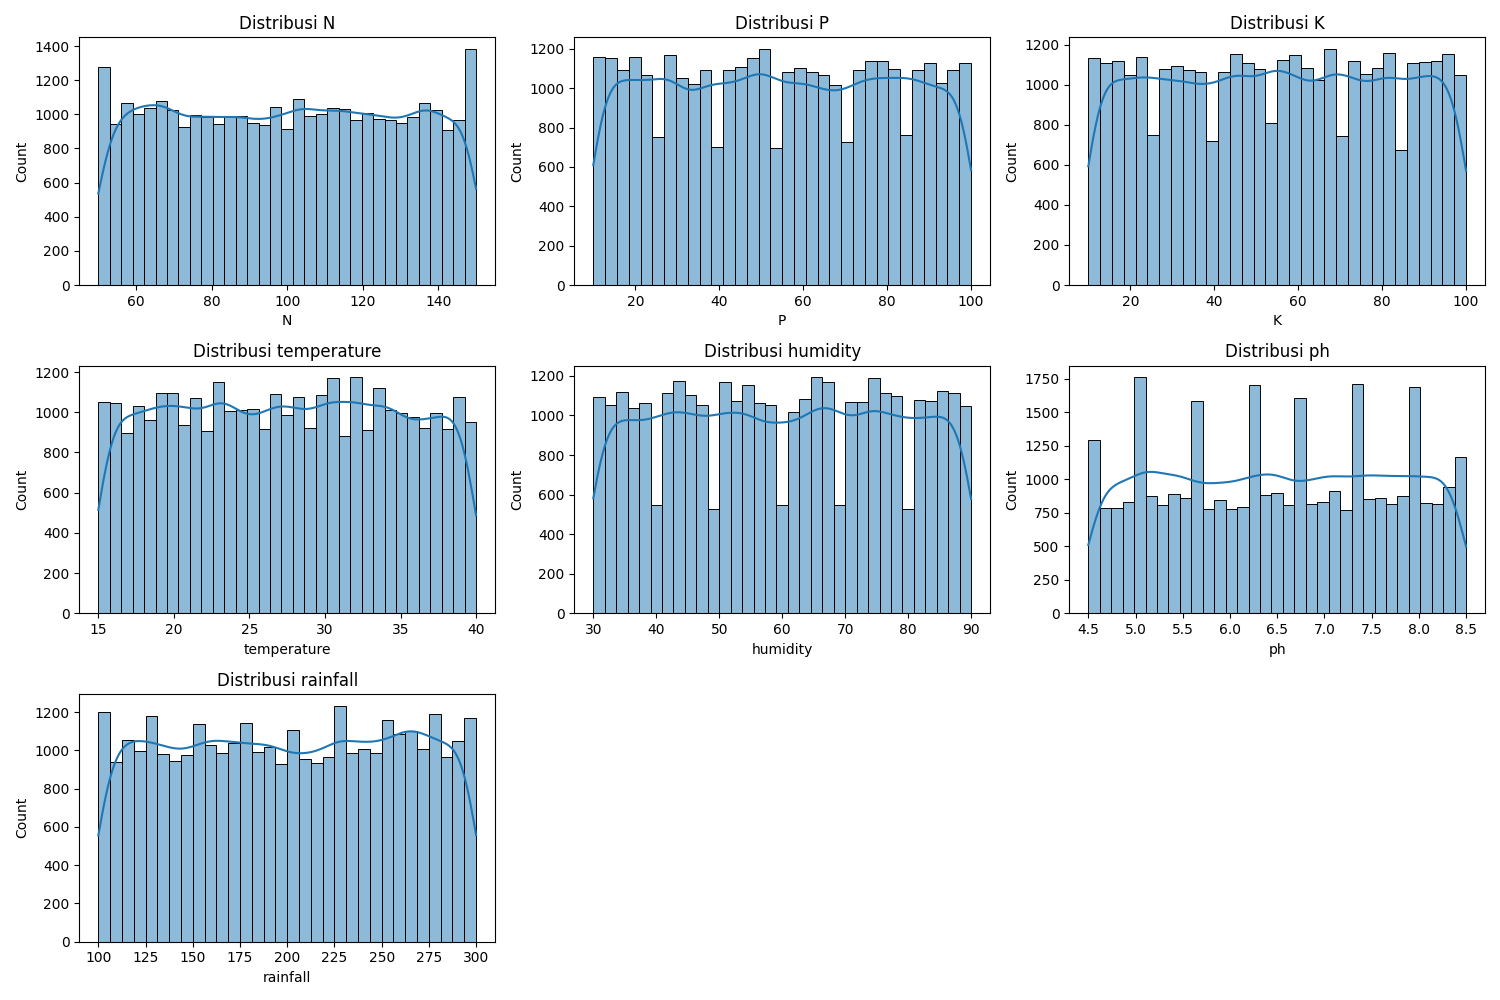 Distribusi N
1400
1200
1000
800
600
400
200
0
Count
60 80 100 120 140
N
Distribusi P
1200
1000
800
600
400
200
0
Count
20 40 60 80 100
P
Distribusi K
1200
1000
800
600
400
200
0
Count
20 40 60 80 100
K
Distribusi temperature
1200
1000
800
600
400
200
0
Count
15 20 25 30 35 40
temperature
Distribusi humidity
1200
1000
800
600
400
200
0
Count
30 40 50 60 70 80 90
humidity
Distribusi ph
1750
1500
1250
1000
750
500
250
0
Count
4.5 5.0 5.5 6.0 6.5 7.0 7.5 8.0 8.5
ph
Distribusi rainfall
1200
1000
800
600
400
200
0
Count
100 125 150 175 200 225 250 275 300
rainfall